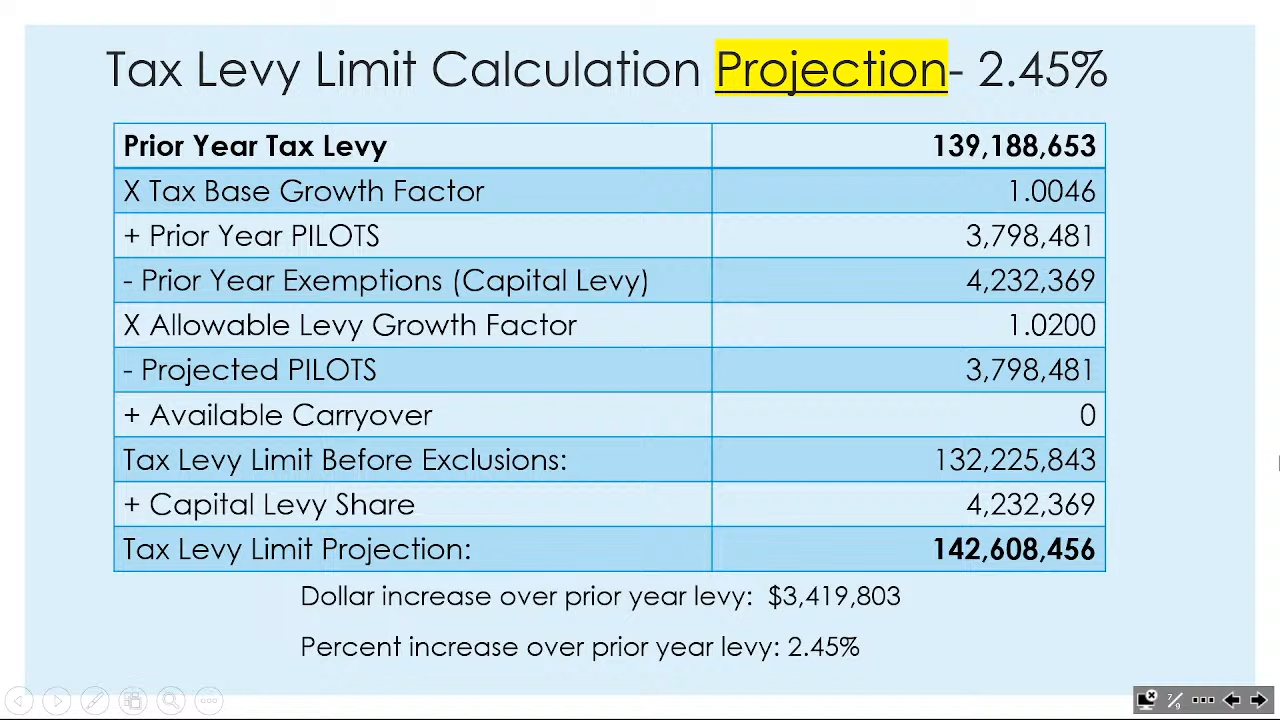 Tax Levy Limit Calculation Projection- 2.45%
Prior Year Tax Levy 139,188,653
X Tax Base Growth Factor 1.0046
+ Prior Year PILOTS 3,798,481
- Prior Year Exemptions (Capital Levy) 4,232,369
X Allowable Levy Growth Factor 1.0200
- Projected PILOTS 3,798,481
+ Available Carryover 0
Tax Levy Limit Before Exclusions: 132,225,843
+ Capital Levy Share 4,232,369
Tax Levy Limit Projection: 142,608,456
Dollar increase over prior year levy: $3,419,803
Percent increase over prior year levy: 2.45%
7/9